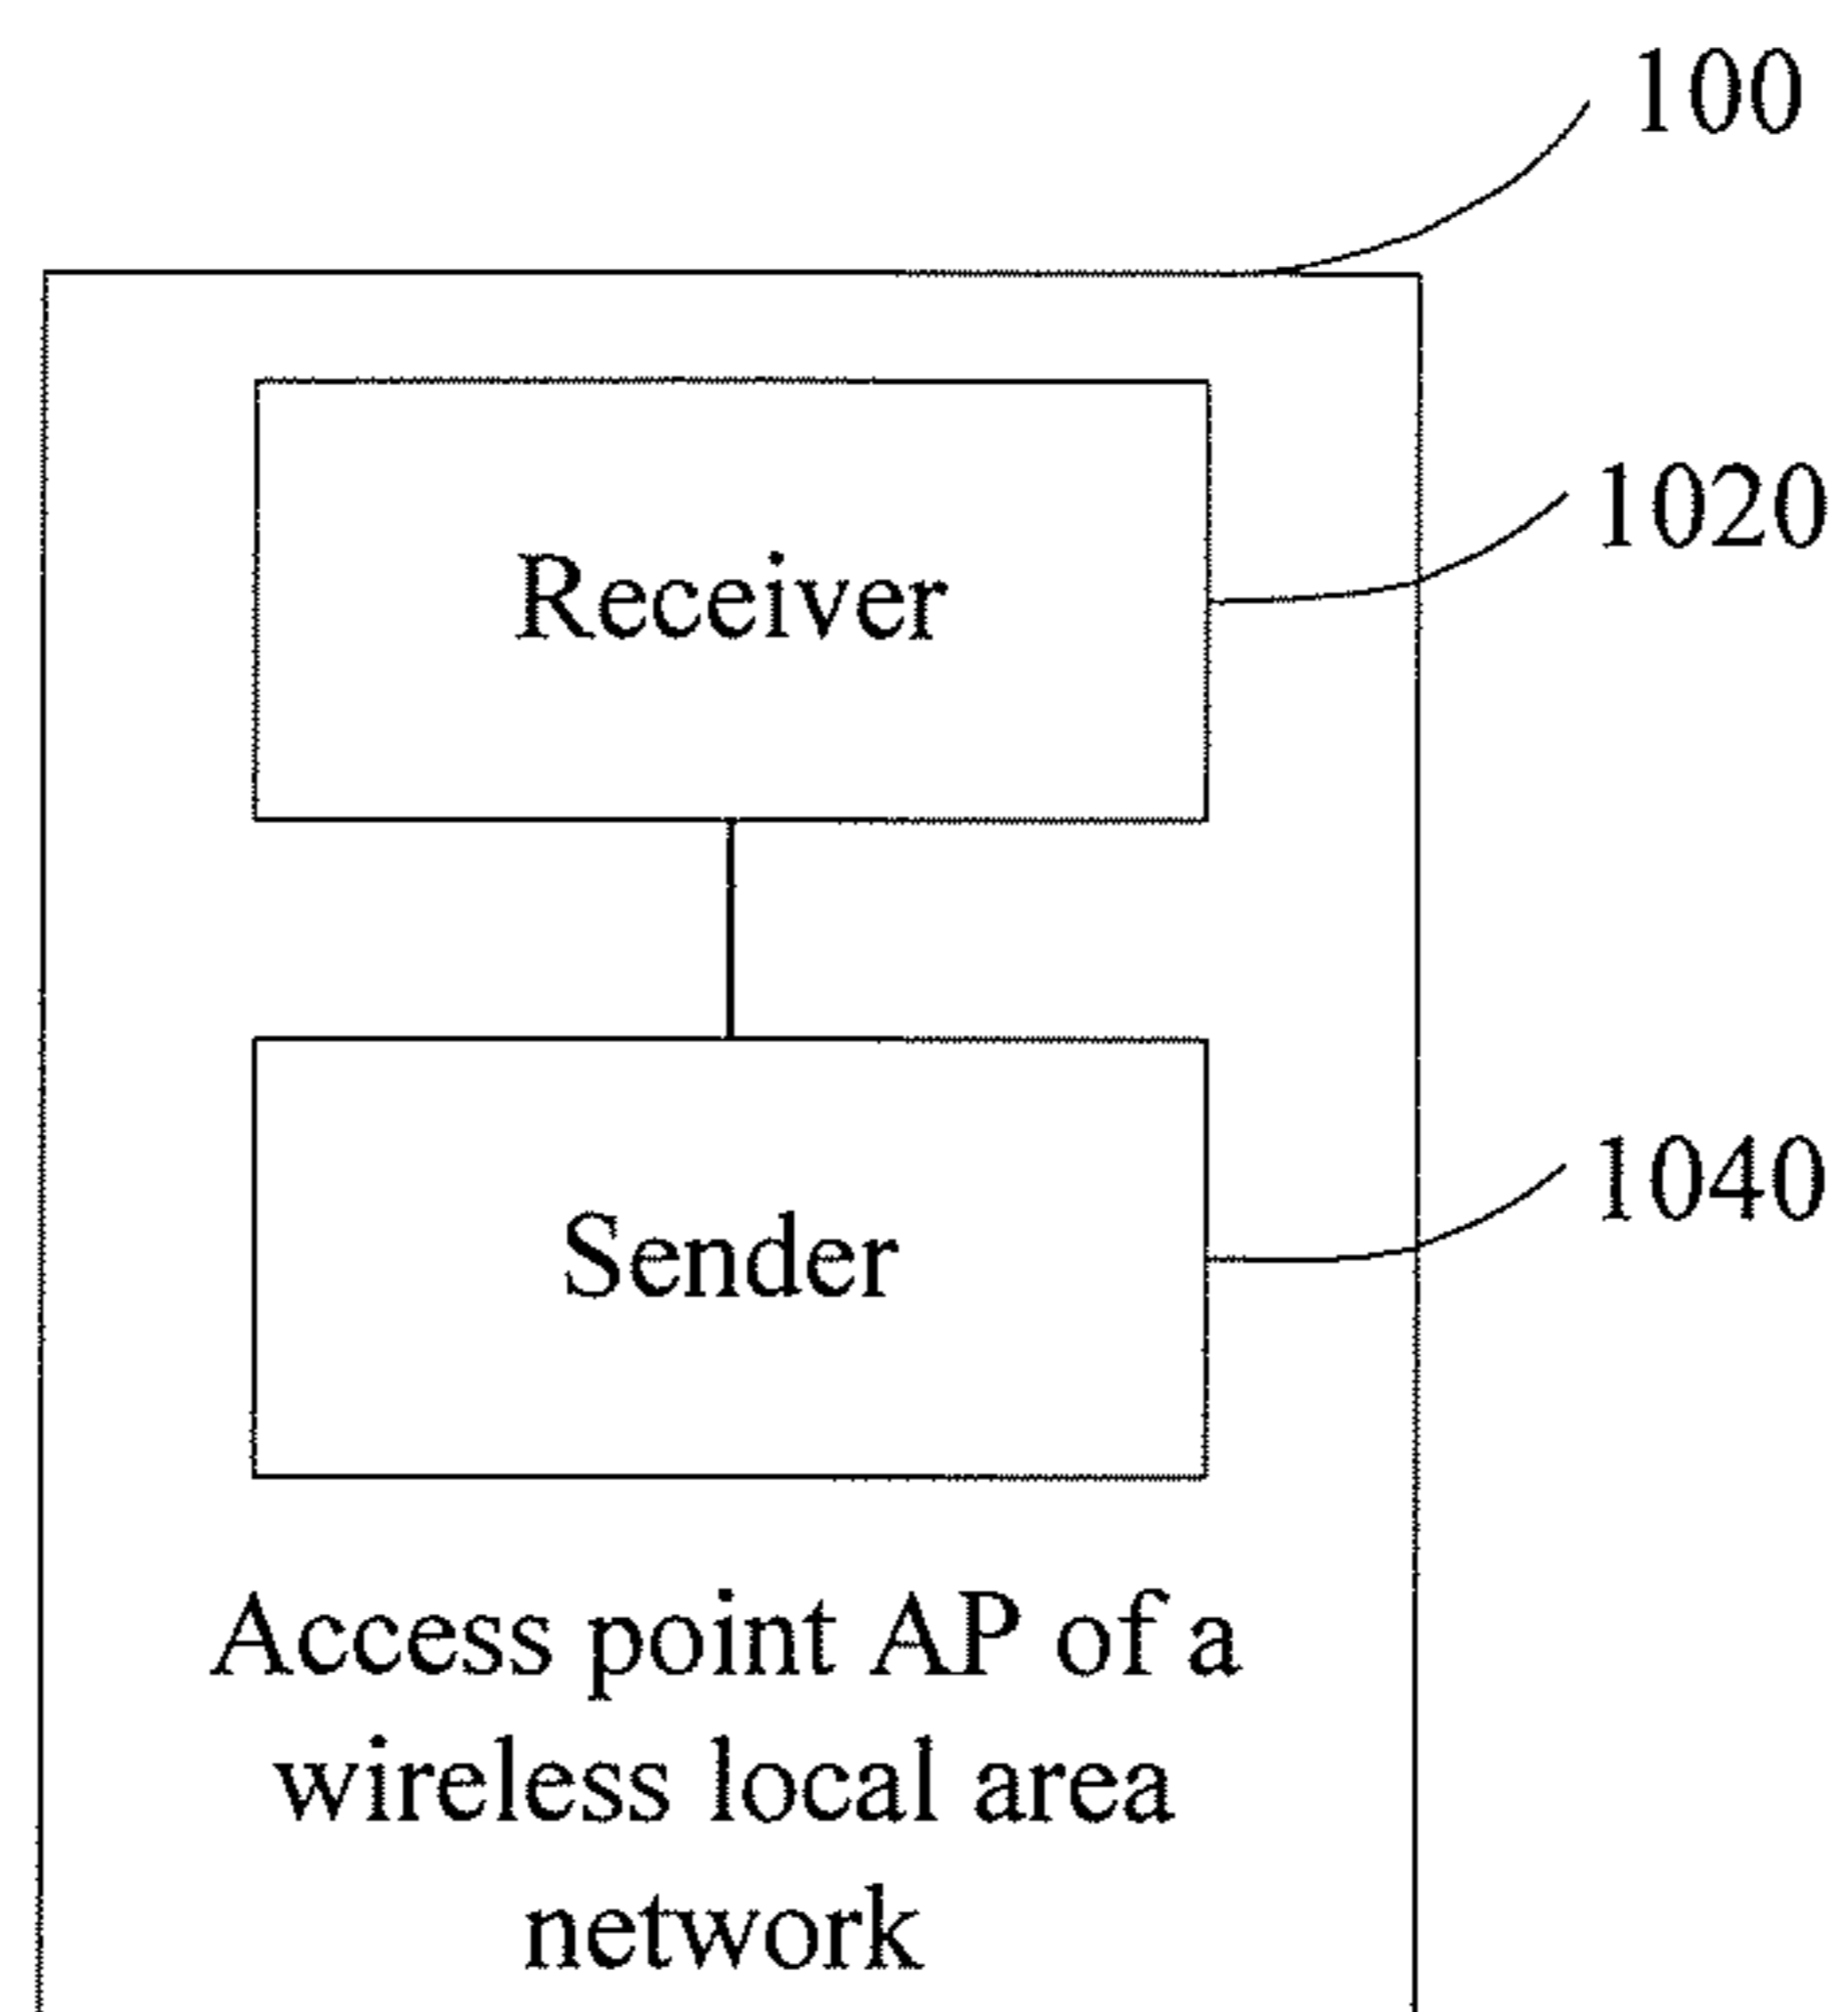 100
1020
Receiver
1040
Sender
Access point AP of a
wireless local area
network